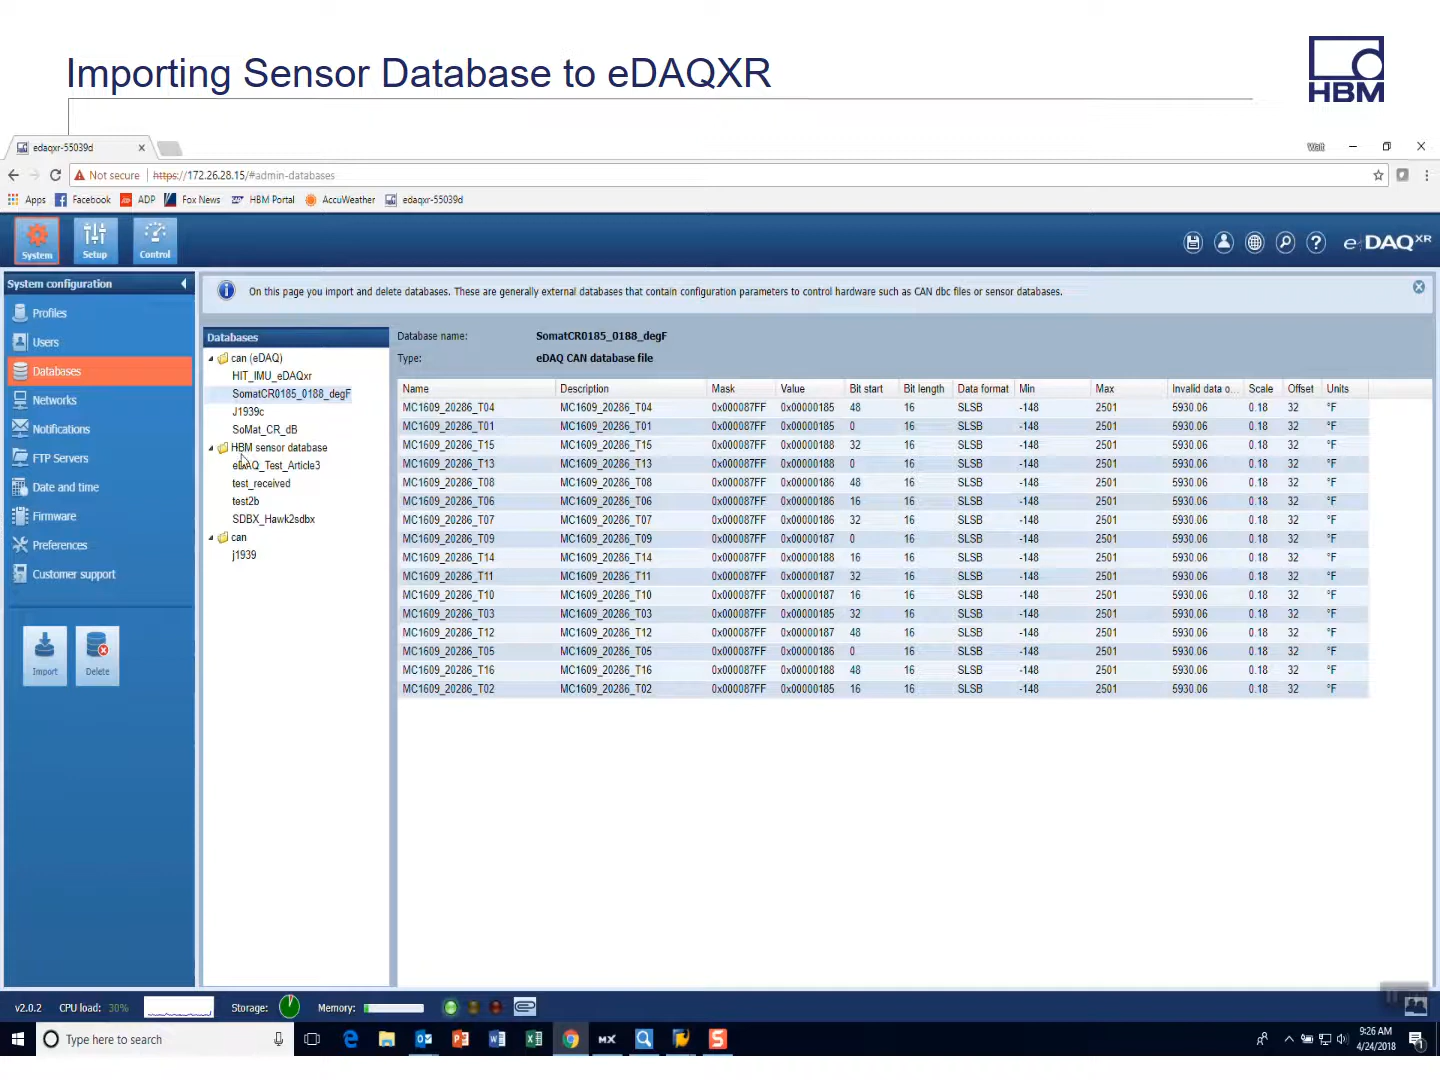 Importing Sensor Database to eDAQXR
HBM
edaqxr-55039d
Not secure https://172.26.28.15/#admin-databases
Apps Facebook ADP Fox News HBM Portal AccuWeather edaqxr-55039d
System Setup Control
e-DAQXR
System configuration
Profiles
Users
Databases
Networks
Notifications
FTP Servers
Date and time
Firmware
Preferences
Customer support
Import Delete
On this page you import and delete databases. These are generally external databases that contain configuration parameters to control hardware such as CAN dbc files or sensor databases.
Databases
can (eDAQ)
HIT_IMU_eDAQxr
SomatCR0185_0188_degF
J1939c
SoMat_CR_dB
HBM sensor database
eDAQ_Test_Article3
test_received
test2b
SDBX_Hawk2sdbx
can
j1939
Database name: SomatCR0185_0188_degF
Type: eDAQ CAN database file
Name Description Mask Value Bit start Bit length Data format Min Max Invalid data o... Scale Offset Units
MC1609_20286_T04 MC1609_20286_T04 0x000087FF 0x00000185 48 16 SLSB -148 2501 5930.06 0.18 32 °F
MC1609_20286_T01 MC1609_20286_T01 0x000087FF 0x00000185 0 16 SLSB -148 2501 5930.06 0.18 32 °F
MC1609_20286_T15 MC1609_20286_T15 0x000087FF 0x00000188 32 16 SLSB -148 2501 5930.06 0.18 32 °F
MC1609_20286_T13 MC1609_20286_T13 0x000087FF 0x00000188 0 16 SLSB -148 2501 5930.06 0.18 32 °F
MC1609_20286_T08 MC1609_20286_T08 0x000087FF 0x00000186 48 16 SLSB -148 2501 5930.06 0.18 32 °F
MC1609_20286_T06 MC1609_20286_T06 0x000087FF 0x00000186 16 16 SLSB -148 2501 5930.06 0.18 32 °F
MC1609_20286_T07 MC1609_20286_T07 0x000087FF 0x00000186 32 16 SLSB -148 2501 5930.06 0.18 32 °F
MC1609_20286_T09 MC1609_20286_T09 0x000087FF 0x00000187 0 16 SLSB -148 2501 5930.06 0.18 32 °F
MC1609_20286_T14 MC1609_20286_T14 0x000087FF 0x00000188 16 16 SLSB -148 2501 5930.06 0.18 32 °F
MC1609_20286_T11 MC1609_20286_T11 0x000087FF 0x00000187 32 16 SLSB -148 2501 5930.06 0.18 32 °F
MC1609_20286_T10 MC1609_20286_T10 0x000087FF 0x00000187 16 16 SLSB -148 2501 5930.06 0.18 32 °F
MC1609_20286_T03 MC1609_20286_T03 0x000087FF 0x00000185 32 16 SLSB -148 2501 5930.06 0.18 32 °F
MC1609_20286_T12 MC1609_20286_T12 0x000087FF 0x00000187 48 16 SLSB -148 2501 5930.06 0.18 32 °F
MC1609_20286_T05 MC1609_20286_T05 0x000087FF 0x00000186 0 16 SLSB -148 2501 5930.06 0.18 32 °F
MC1609_20286_T16 MC1609_20286_T16 0x000087FF 0x00000188 48 16 SLSB -148 2501 5930.06 0.18 32 °F
MC1609_20286_T02 MC1609_20286_T02 0x000087FF 0x00000185 16 16 SLSB -148 2501 5930.06 0.18 32 °F
v2.0.2 CPU load: 30% Storage: Memory:
Type here to search
MX
9:26 AM
4/24/2018